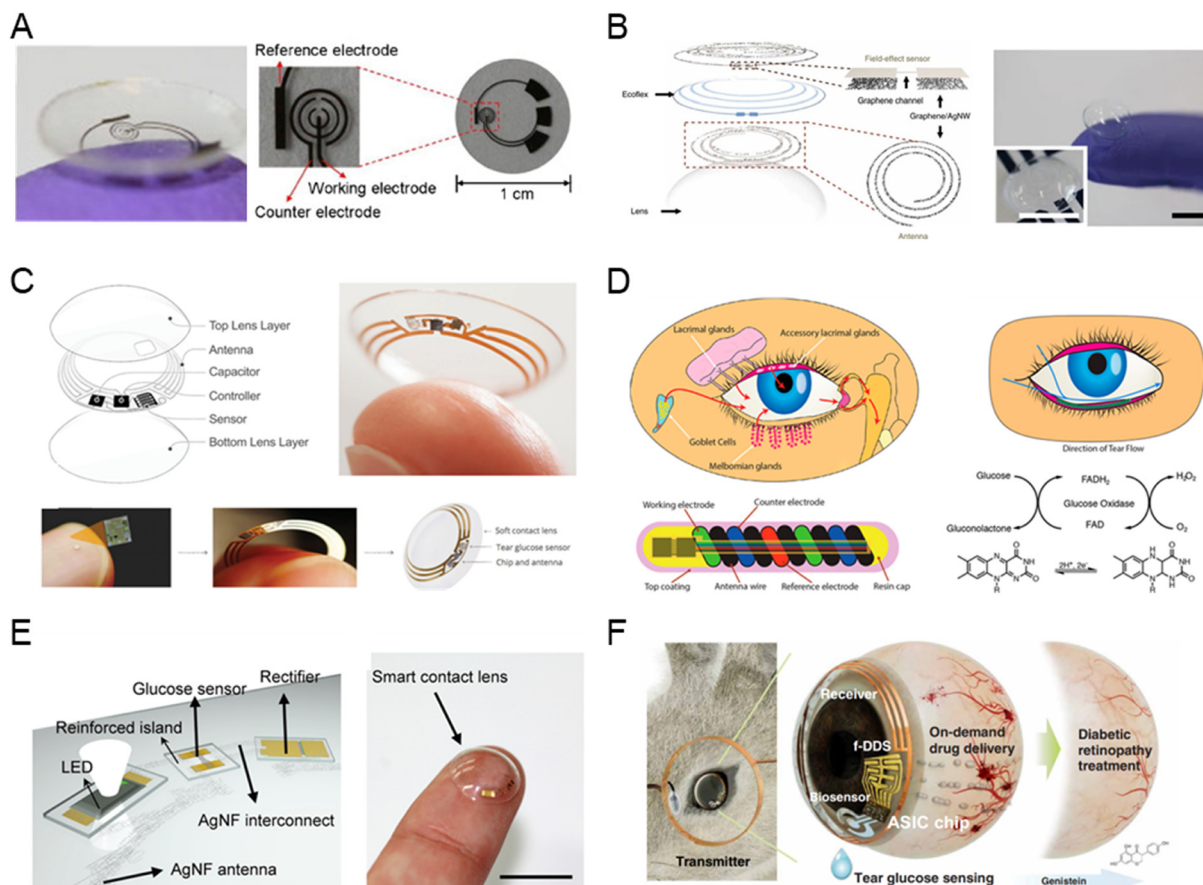 A
Reference electrode
Working electrode
Counter electrode
1 cm
B
Field-effect sensor
Ecoflex
Graphene channel
Graphene/AgNW
Lens
Antenna
C
Top Lens Layer
Antenna
Capacitor
Controller
Sensor
Bottom Lens Layer
Soft contact lens
Tear glucose sensor
Chip and antenna
D
Lacrimal glands
Accessory lacrimal glands
Goblet Cells
Melbomian glands
Direction of Tear Flow
Working electrode
Counter electrode
Top coating
Antenna wire
Reference electrode
Resin cap
Glucose
FADH₂
H₂O₂
Glucose Oxidase
Gluconolactone
FAD
O₂
2H⁺, 2e⁻
N
N
O
NH
N
N
O
R
H
N
O
NH
N
N
H
O
R
E
Rectifier
Glucose sensor
Reinforced island
LED
AgNF interconnect
AgNF antenna
Smart contact lens
F
Receiver
f-DDS
On-demand
drug delivery
Diabetic
retinopathy
treatment
Biosensor
ASIC chip
Transmitter
Tear glucose sensing
Genistein